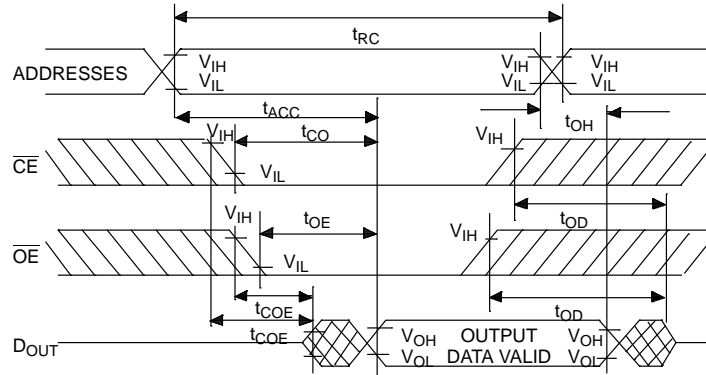 tRC
ADDRESSES VIH VIL VIH VIL VIH VIL
tACC
tOH
tCO
VIH VIH
CE VIL
tOD
VIH tOE VIH
OE VIL
tCOE tOD
tCOE
DOUT VOH VOL OUTPUT DATA VALID VOH VOL